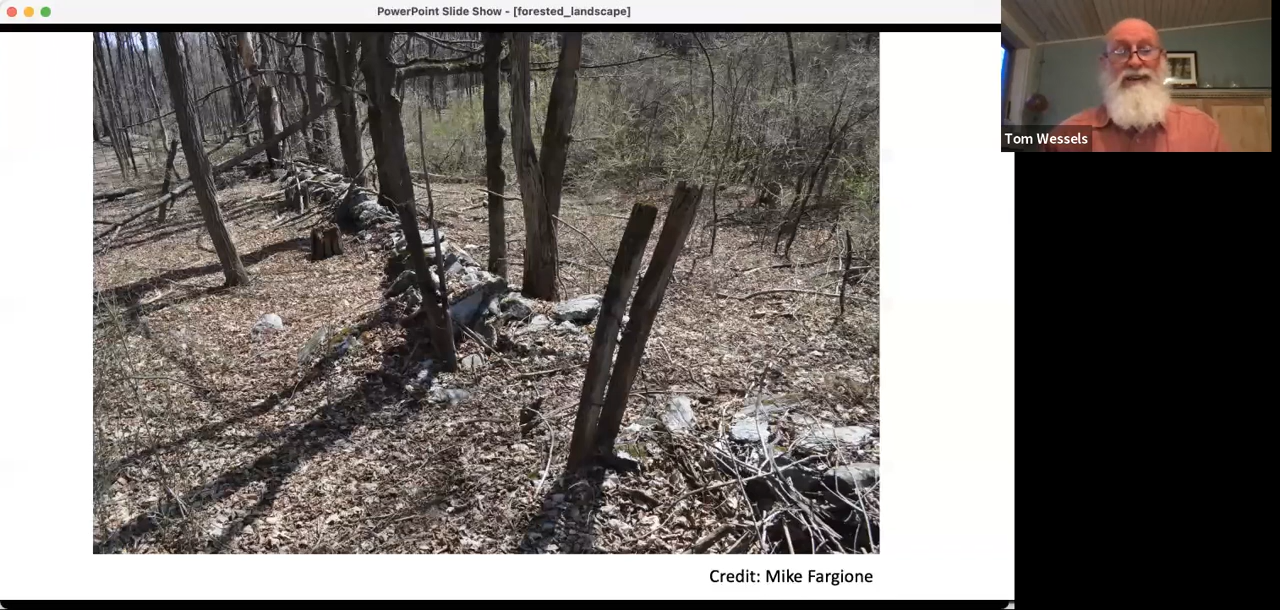 PowerPoint Slide Show - [forested_landscape]
Tom Wessels
Credit: Mike Fargione